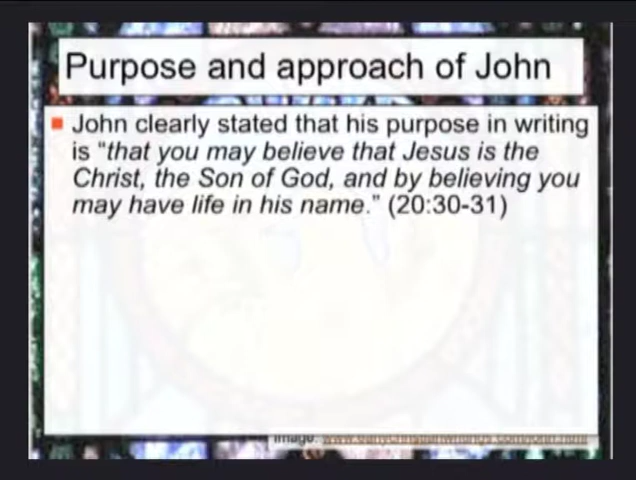 Purpose and approach of John
John clearly stated that his purpose in writing
is “that you may believe that Jesus is the
Christ, the Son of God, and by believing you
may have life in his name.” (20:30-31)
Image: